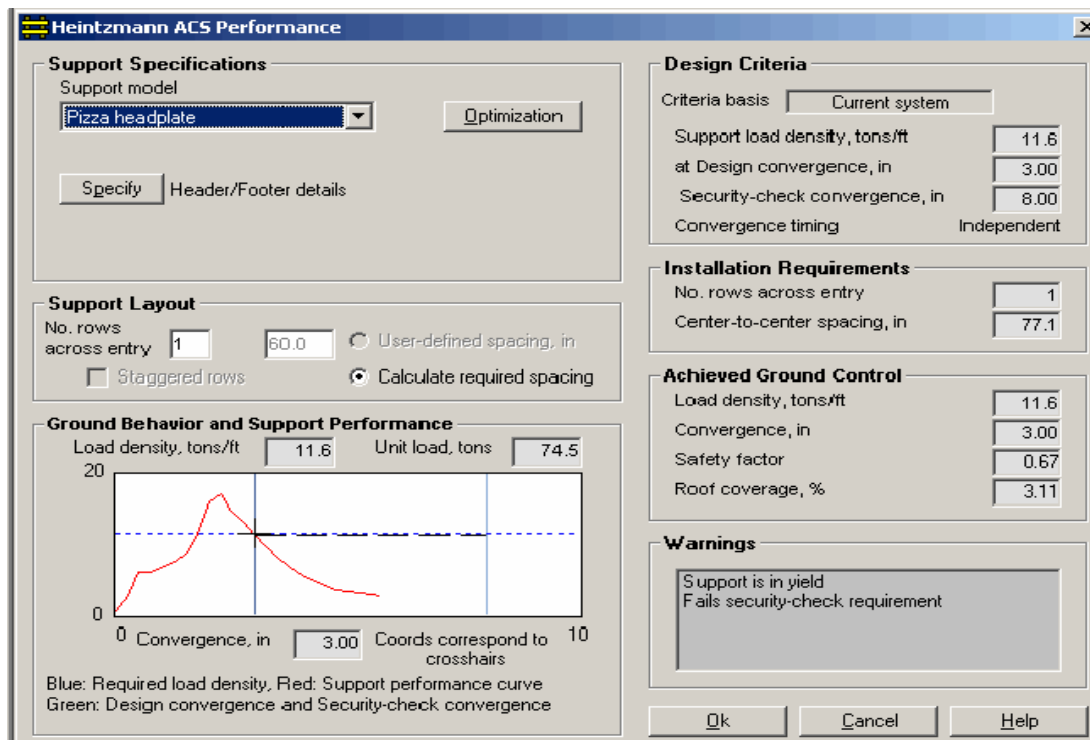 Heintzmann ACS Performance
Support Specifications
Support model
Pizza headplate
Optimization
Specify Header/Footer details
Support Layout
No. rows
across entry 1 60.0 User-defined spacing, in
Staggered rows Calculate required spacing
Ground Behavior and Support Performance
Load density, tons/ft 11.6 Unit load, tons 74.5
20
0
0 Convergence, in 3.00 Coords correspond to 10
crosshairs
Blue: Required load density, Red: Support performance curve
Green: Design convergence and Security-check convergence
Design Criteria
Criteria basis Current system
Support load density, tons/ft 11.6
at Design convergence, in 3.00
Security-check convergence, in 8.00
Convergence timing Independent
Installation Requirements
No. rows across entry 1
Center-to-center spacing, in 77.1
Achieved Ground Control
Load density, tons/ft 11.6
Convergence, in 3.00
Safety factor 0.67
Roof coverage, % 3.11
Warnings
Support is in yield
Fails security-check requirement
Ok Cancel Help